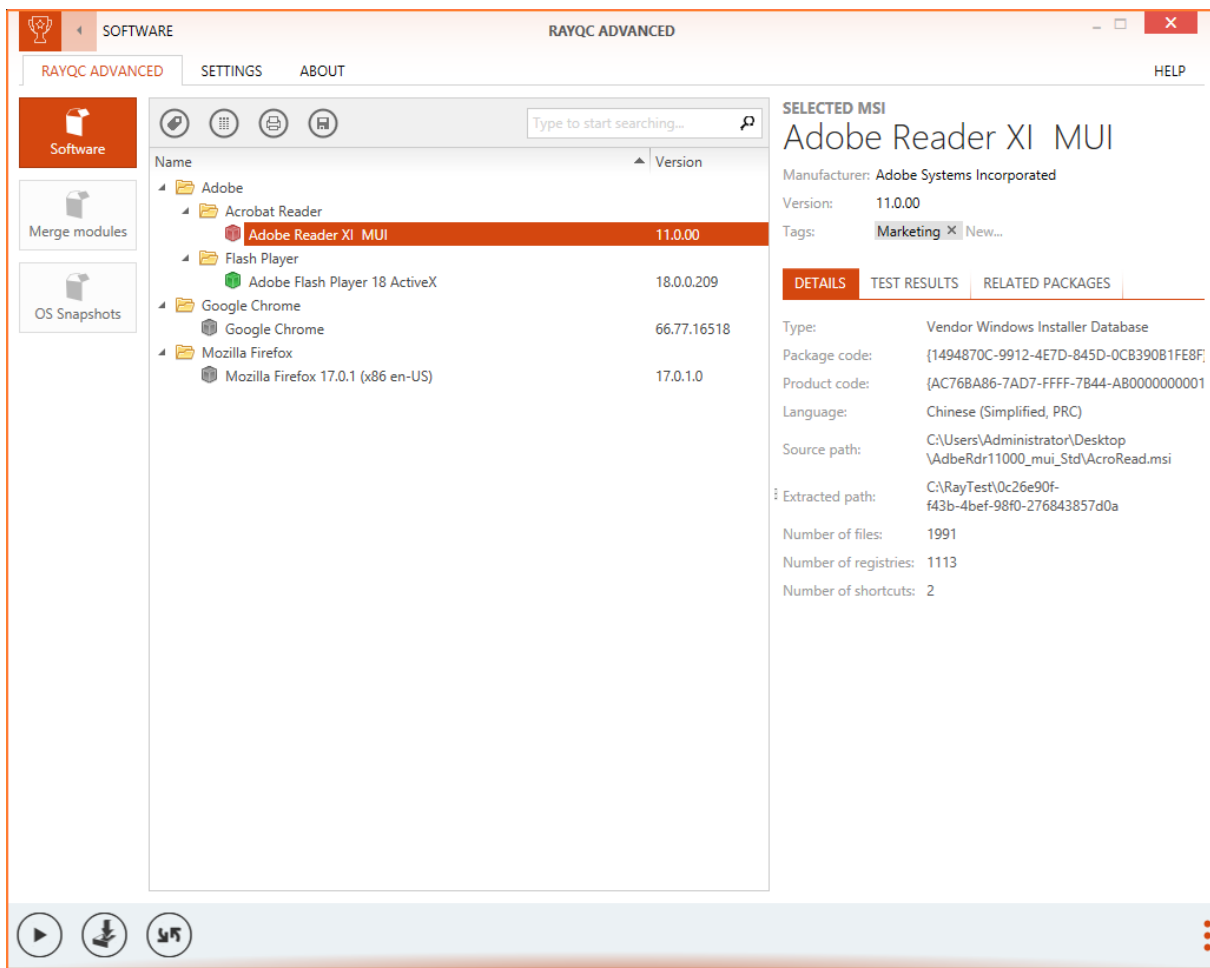 SOFTWARE
RAYQC ADVANCED
RAYQC ADVANCED SETTINGS ABOUT HELP
Software
Merge modules
OS Snapshots
Type to start searching...
Name Version
Adobe
Acrobat Reader
Adobe Reader XI MUI 11.0.00
Flash Player
Adobe Flash Player 18 ActiveX 18.0.0.209
Google Chrome
Google Chrome 66.77.16518
Mozilla Firefox
Mozilla Firefox 17.0.1 (x86 en-US) 17.0.1.0
SELECTED MSI
Adobe Reader XI MUI
Manufacturer: Adobe Systems Incorporated
Version: 11.0.00
Tags: Marketing × New...
DETAILS TEST RESULTS RELATED PACKAGES
Type: Vendor Windows Installer Database
Package code: {1494870C-9912-4E7D-845D-0CB390B1FE8F}
Product code: {AC76BA86-7AD7-FFFF-7B44-AB0000000001
Language: Chinese (Simplified, PRC)
Source path: C:\Users\Administrator\Desktop
\AdbeRdr11000_mui_Std\AcroRead.msi
Extracted path: C:\RayTest\0c26e90f-
f43b-4bef-98f0-276843857d0a
Number of files: 1991
Number of registries: 1113
Number of shortcuts: 2